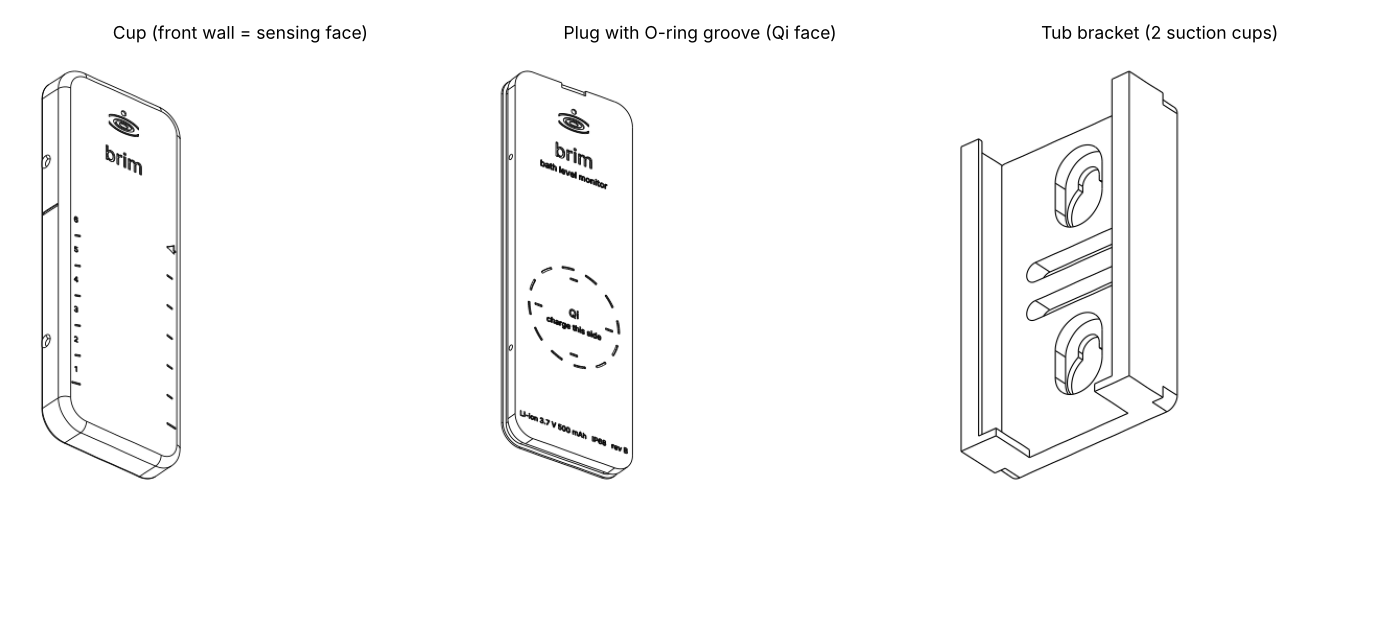 Cup (front wall = sensing face)
Plug with O-ring groove (Qi face)
Tub bracket (2 suction cups)
brim
6
5
4
3
2
1
brim
bath level monitor
Qi
charge this side
Li-ion 3.7 V 500 mAh IP68 rev B